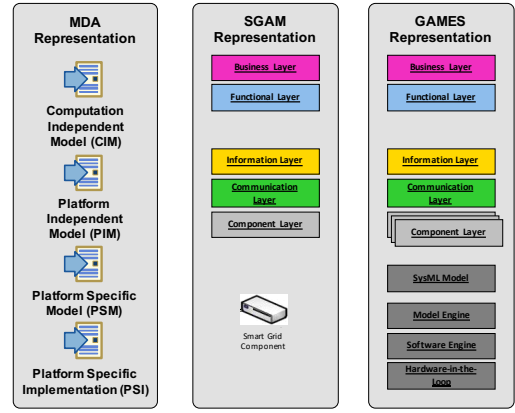 MDA
Representation
Computation
Independent
Model (CIM)
Platform
Independent
Model (PIM)
Platform Specific
Model (PSM)
Platform Specific
Implementation (PSI)
SGAM
Representation
Business Layer
Functional Layer
Information Layer
Communication
Layer
Component Layer
Smart Grid
Component
GAMES
Representation
Business Layer
Functional Layer
Information Layer
Communication
Layer
Component Layer
SysML Model
Model Engine
Software Engine
Hardware-in-the-
Loop